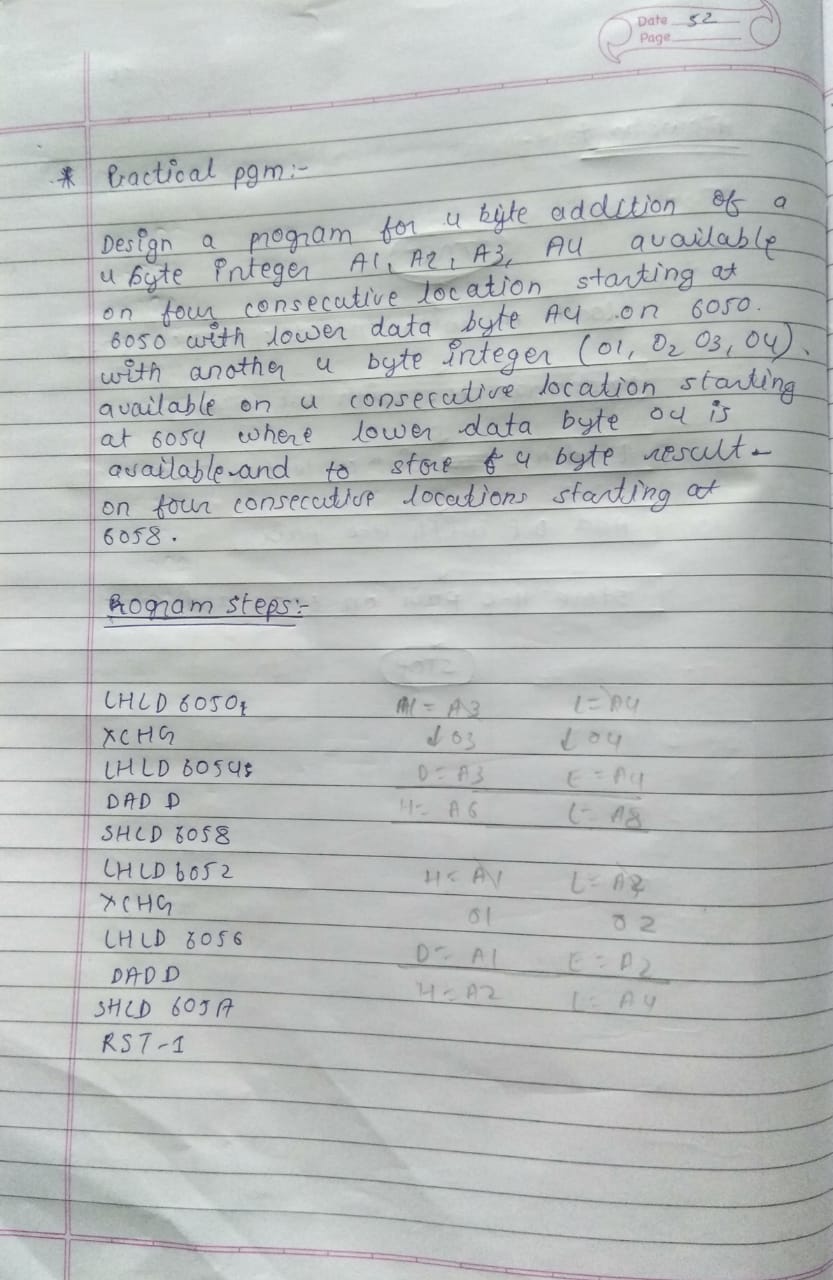 Date 52
Page
* Practical pgm:-
Design a program for 4 byte addition of a
4 byte integer A1, A2, A3, A4 available
on four consecutive location starting at
6050 with lower data byte A4 on 6050.
with another 4 byte integer (01, 02 03, 04).
available on 4 consecutive location starting
at 6054 where lower data byte 04 is
available and to store 4 byte result -
on four consecutive locations starting at
6058.
Program steps:-
LHLD 6050 H = A3 L = A4
XCHG ↓ 03 ↓ 04
LHLD 6054 D = A3 E = A4
DAD D H = A6 L = A8
SHLD 6058
LHLD 6052 H = A1 L = A2
XCHG 01 02
LHLD 6056 D = A1 E = A2
DAD D H = A2 L = A4
SHLD 605A
RST-1